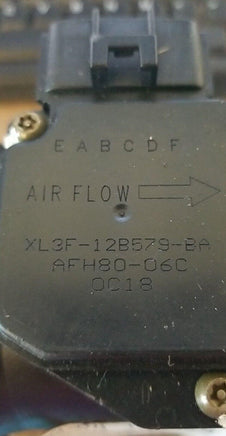 E A B C D F
AIR FLOW
XL3F-12B579-BA
AFH80-06C
0C18